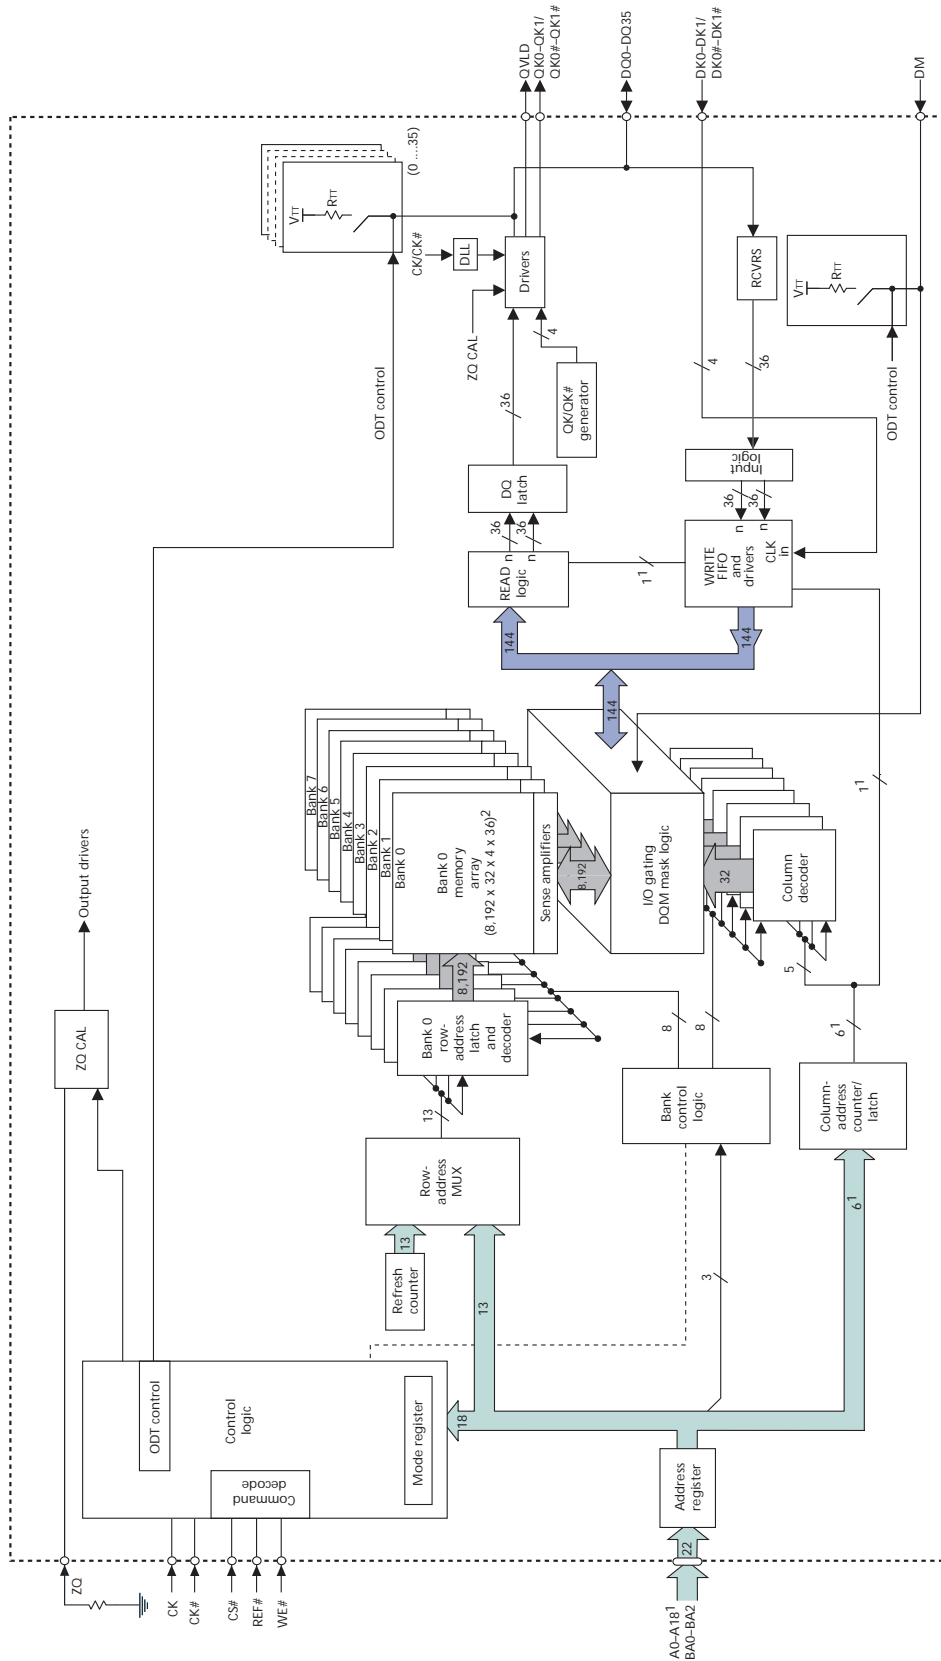 ZQ
CK
CK#
CS#
REF#
WE#
A0–A18¹
BA0–BA2
22
Address
register
ODT control
Control
logic
Command
decode
Mode register
18
13
3
6¹
Refresh
counter
13
ZQ CAL
Output drivers
Row-
address
MUX
13
Bank
control
logic
8
8
Column-
address
counter/
latch
6¹
5
1¹
Bank 0
row-
address
latch
and
decoder
8,192
Bank 7
Bank 6
Bank 5
Bank 4
Bank 3
Bank 2
Bank 1
Bank 0
Bank 0
memory
array
(8,192 x 32 x 4 x 36)²
Sense amplifiers
8,192
I/O gating
DQM mask logic
32
Column
decoder
144
144
144
READ
logic
n
n
36
36
DQ
latch
36
1¹
WRITE
FIFO
and
drivers
CLK
in
n
n
36
36
Input
logic
36
4
RCVRS
QK/QK#
generator
4
ZQ CAL
CK/CK#
DLL
Drivers
ODT control
VTT
RTT
(0 ....35)
VTT
RTT
ODT control
QVLD
QK0–QK1/
QK0#–QK1#
DQ0–DQ35
DK0–DK1/
DK0#–DK1#
DM